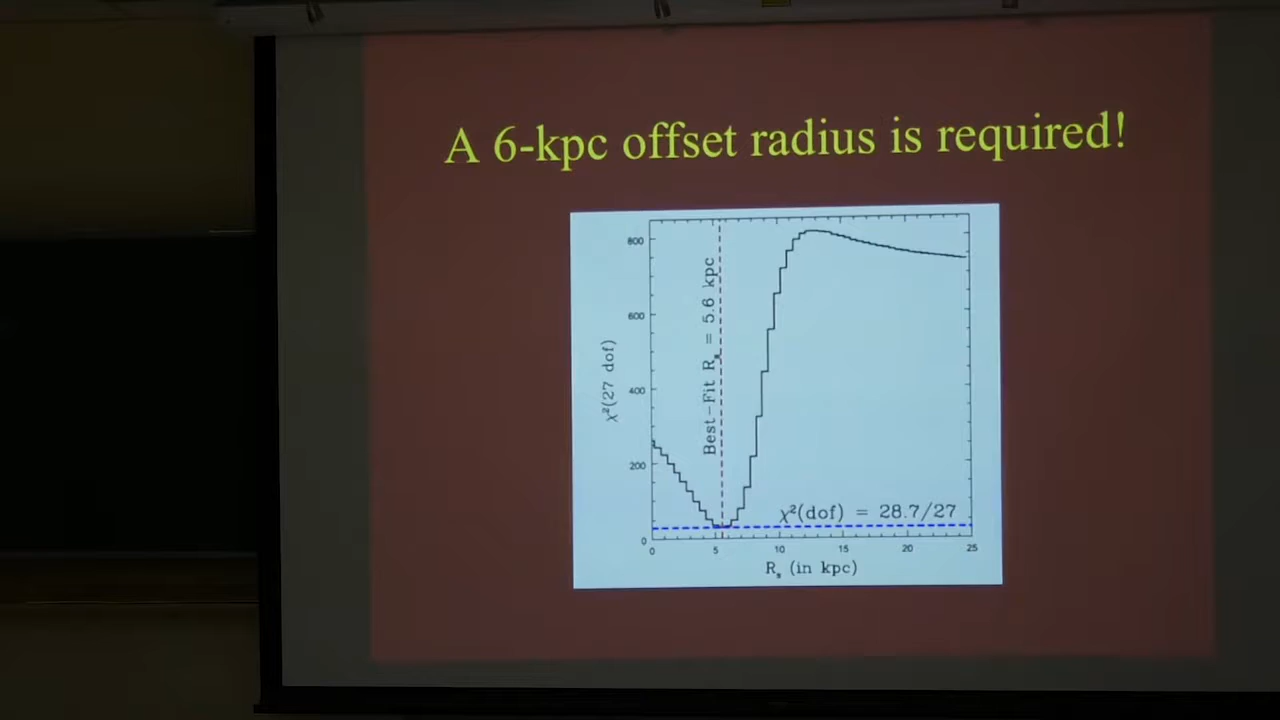 A 6-kpc offset radius is required!
800
600
400
200
0
χ²(27 dof)
Best-Fit Rs = 5.6 kpc
χ²(dof) = 28.7/27
0 5 10 15 20 25
Rs (in kpc)